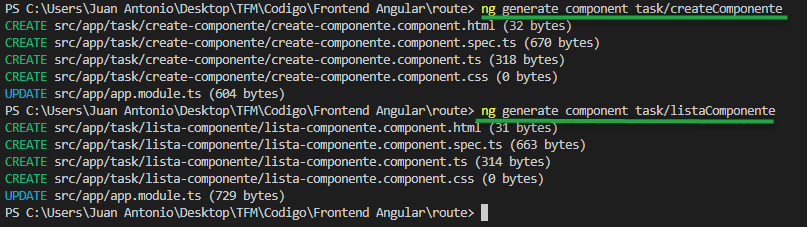 PS C:\Users\Juan Antonio\Desktop\TFM\Codigo\Frontend Angular\route> ng generate component task/createComponente
CREATE src/app/task/create-componente/create-componente.component.html (32 bytes)
CREATE src/app/task/create-componente/create-componente.component.spec.ts (670 bytes)
CREATE src/app/task/create-componente/create-componente.component.ts (318 bytes)
CREATE src/app/task/create-componente/create-componente.component.css (0 bytes)
UPDATE src/app/app.module.ts (604 bytes)
PS C:\Users\Juan Antonio\Desktop\TFM\Codigo\Frontend Angular\route> ng generate component task/listaComponente
CREATE src/app/task/lista-componente/lista-componente.component.html (31 bytes)
CREATE src/app/task/lista-componente/lista-componente.component.spec.ts (663 bytes)
CREATE src/app/task/lista-componente/lista-componente.component.ts (314 bytes)
CREATE src/app/task/lista-componente/lista-componente.component.css (0 bytes)
UPDATE src/app/app.module.ts (729 bytes)
PS C:\Users\Juan Antonio\Desktop\TFM\Codigo\Frontend Angular\route>